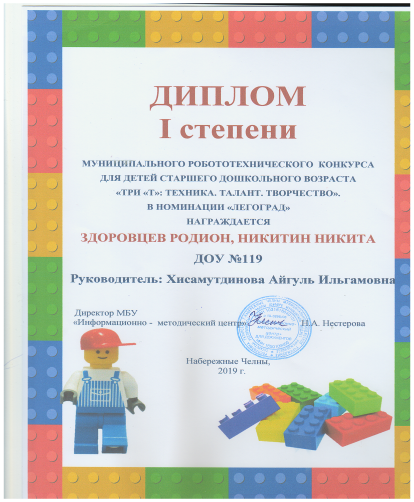 ДИПЛОМ
I степени
МУНИЦИПАЛЬНОГО РОБОТОТЕХНИЧЕСКОГО КОНКУРСА
ДЛЯ ДЕТЕЙ СТАРШЕГО ДОШКОЛЬНОГО ВОЗРАСТА
«ТРИ «Т»: ТЕХНИКА. ТАЛАНТ. ТВОРЧЕСТВО».
В НОМИНАЦИИ «ЛЕГОГРАД»
НАГРАЖДАЕТСЯ
ЗДОРОВЦЕВ РОДИОН, НИКИТИН НИКИТА
ДОУ №119
Руководитель: Хисамутдинова Айгуль Ильгамовна
Директор МБУ
«Информационно - методический центр» Н.А. Нестерова
Набережные Челны,
2019 г.